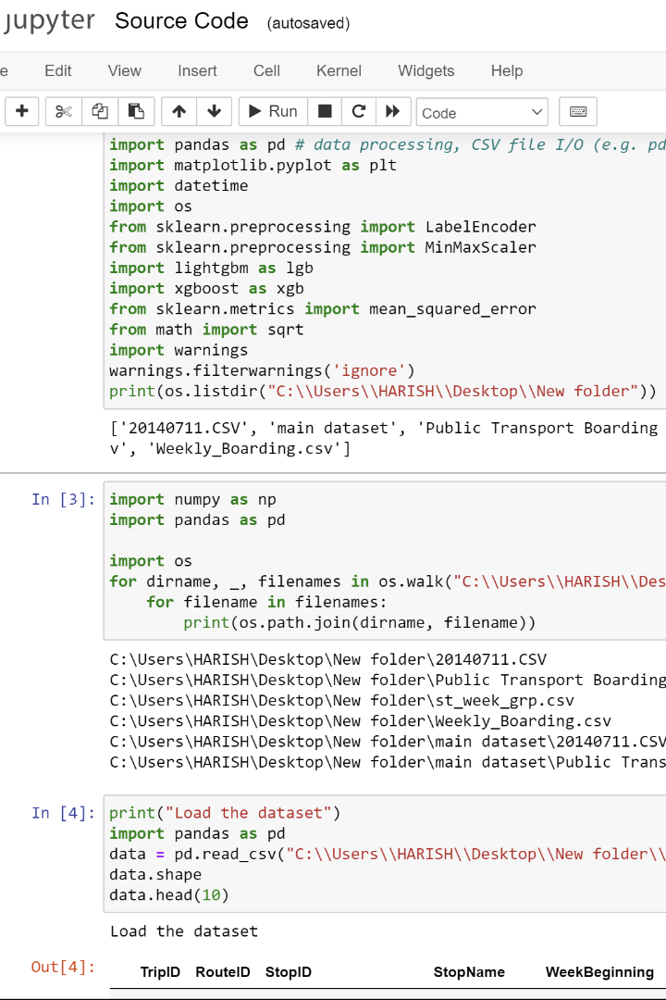 jupyter Source Code (autosaved)
e Edit View Insert Cell Kernel Widgets Help
Run Code
import pandas as pd # data processing, CSV file I/O (e.g. pd
import matplotlib.pyplot as plt
import datetime
import os
from sklearn.preprocessing import LabelEncoder
from sklearn.preprocessing import MinMaxScaler
import lightgbm as lgb
import xgboost as xgb
from sklearn.metrics import mean_squared_error
from math import sqrt
import warnings
warnings.filterwarnings('ignore')
print(os.listdir("C:\\Users\\HARISH\\Desktop\\New folder"))
['20140711.CSV', 'main dataset', 'Public Transport Boarding
v', 'Weekly_Boarding.csv']
In [3]: import numpy as np
import pandas as pd
import os
for dirname, _, filenames in os.walk("C:\\Users\\HARISH\\Des
    for filename in filenames:
        print(os.path.join(dirname, filename))
C:\Users\HARISH\Desktop\New folder\20140711.CSV
C:\Users\HARISH\Desktop\New folder\Public Transport Boarding
C:\Users\HARISH\Desktop\New folder\st_week_grp.csv
C:\Users\HARISH\Desktop\New folder\Weekly_Boarding.csv
C:\Users\HARISH\Desktop\New folder\main dataset\20140711.CSV
C:\Users\HARISH\Desktop\New folder\main dataset\Public Trans
In [4]: print("Load the dataset")
import pandas as pd
data = pd.read_csv("C:\\Users\\HARISH\\Desktop\\New folder\\
data.shape
data.head(10)
Load the dataset
Out[4]: TripID RouteID StopID StopName WeekBeginning